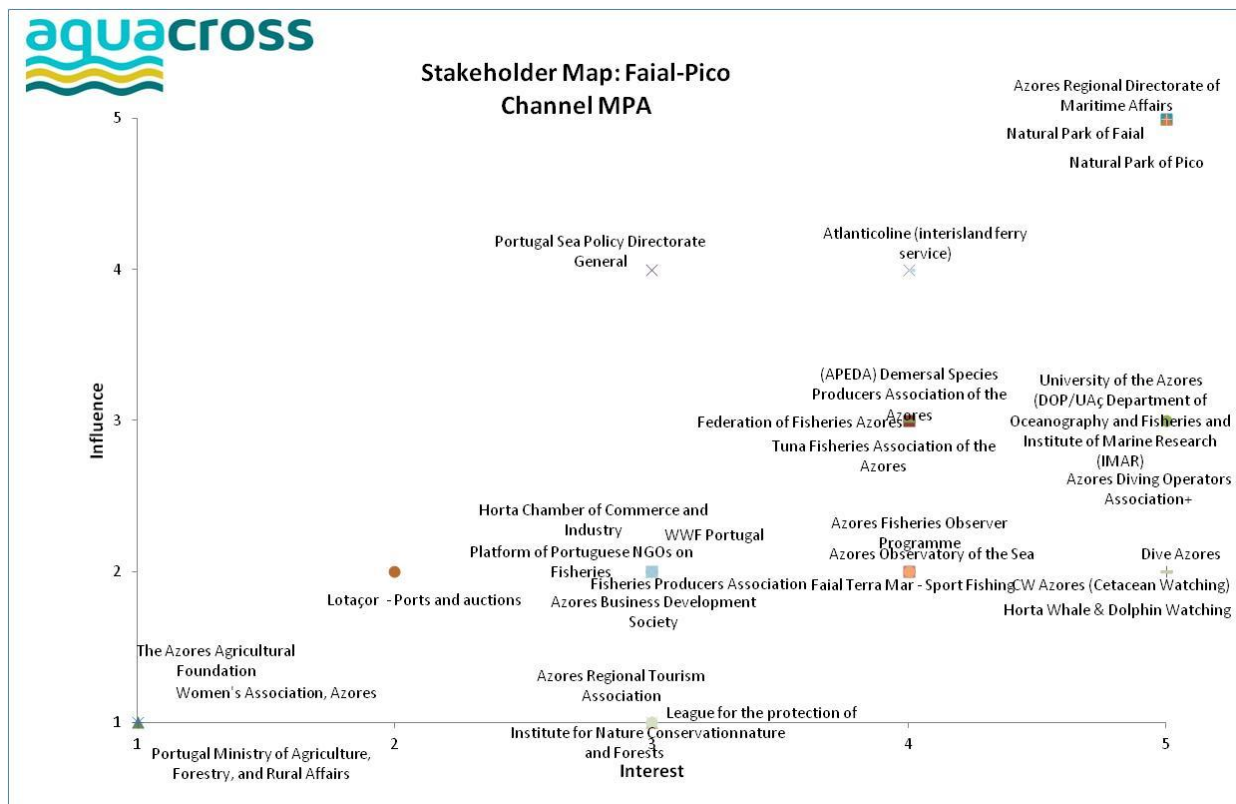 aquacross
Stakeholder Map: Faial-Pico
Channel MPA
Azores Regional Directorate of
Maritime Affairs
5
Natural Park of Faial
Natural Park of Pico
Portugal Sea Policy Directorate
General
Atlanticoline (interisland ferry
service)
4
(APEDA) Demersal Species
Producers Association of the
Azores
University of the Azores
(DOP/UAç Department of
Oceanography and Fisheries and
Institute of Marine Research
(IMAR)
Influence
3
Federation of Fisheries Azores
Tuna Fisheries Association of the
Azores
Azores Diving Operators
Association+
Horta Chamber of Commerce and
Industry
WWF Portugal
Azores Fisheries Observer
Programme
Platform of Portuguese NGOs on
Fisheries
Azores Observatory of the Sea
Dive Azores
2
Fisheries Producers Association
Faial Terra Mar - Sport Fishing
CW Azores (Cetacean Watching)
Lotaçor - Ports and auctions
Azores Business Development
Society
Horta Whale & Dolphin Watching
The Azores Agricultural
Foundation
Women's Association, Azores
Azores Regional Tourism
Association
1
League for the protection of
nature
Institute for Nature Conservation
and Forests
1
2
3
4
5
Portugal Ministry of Agriculture,
Forestry, and Rural Affairs
Interest